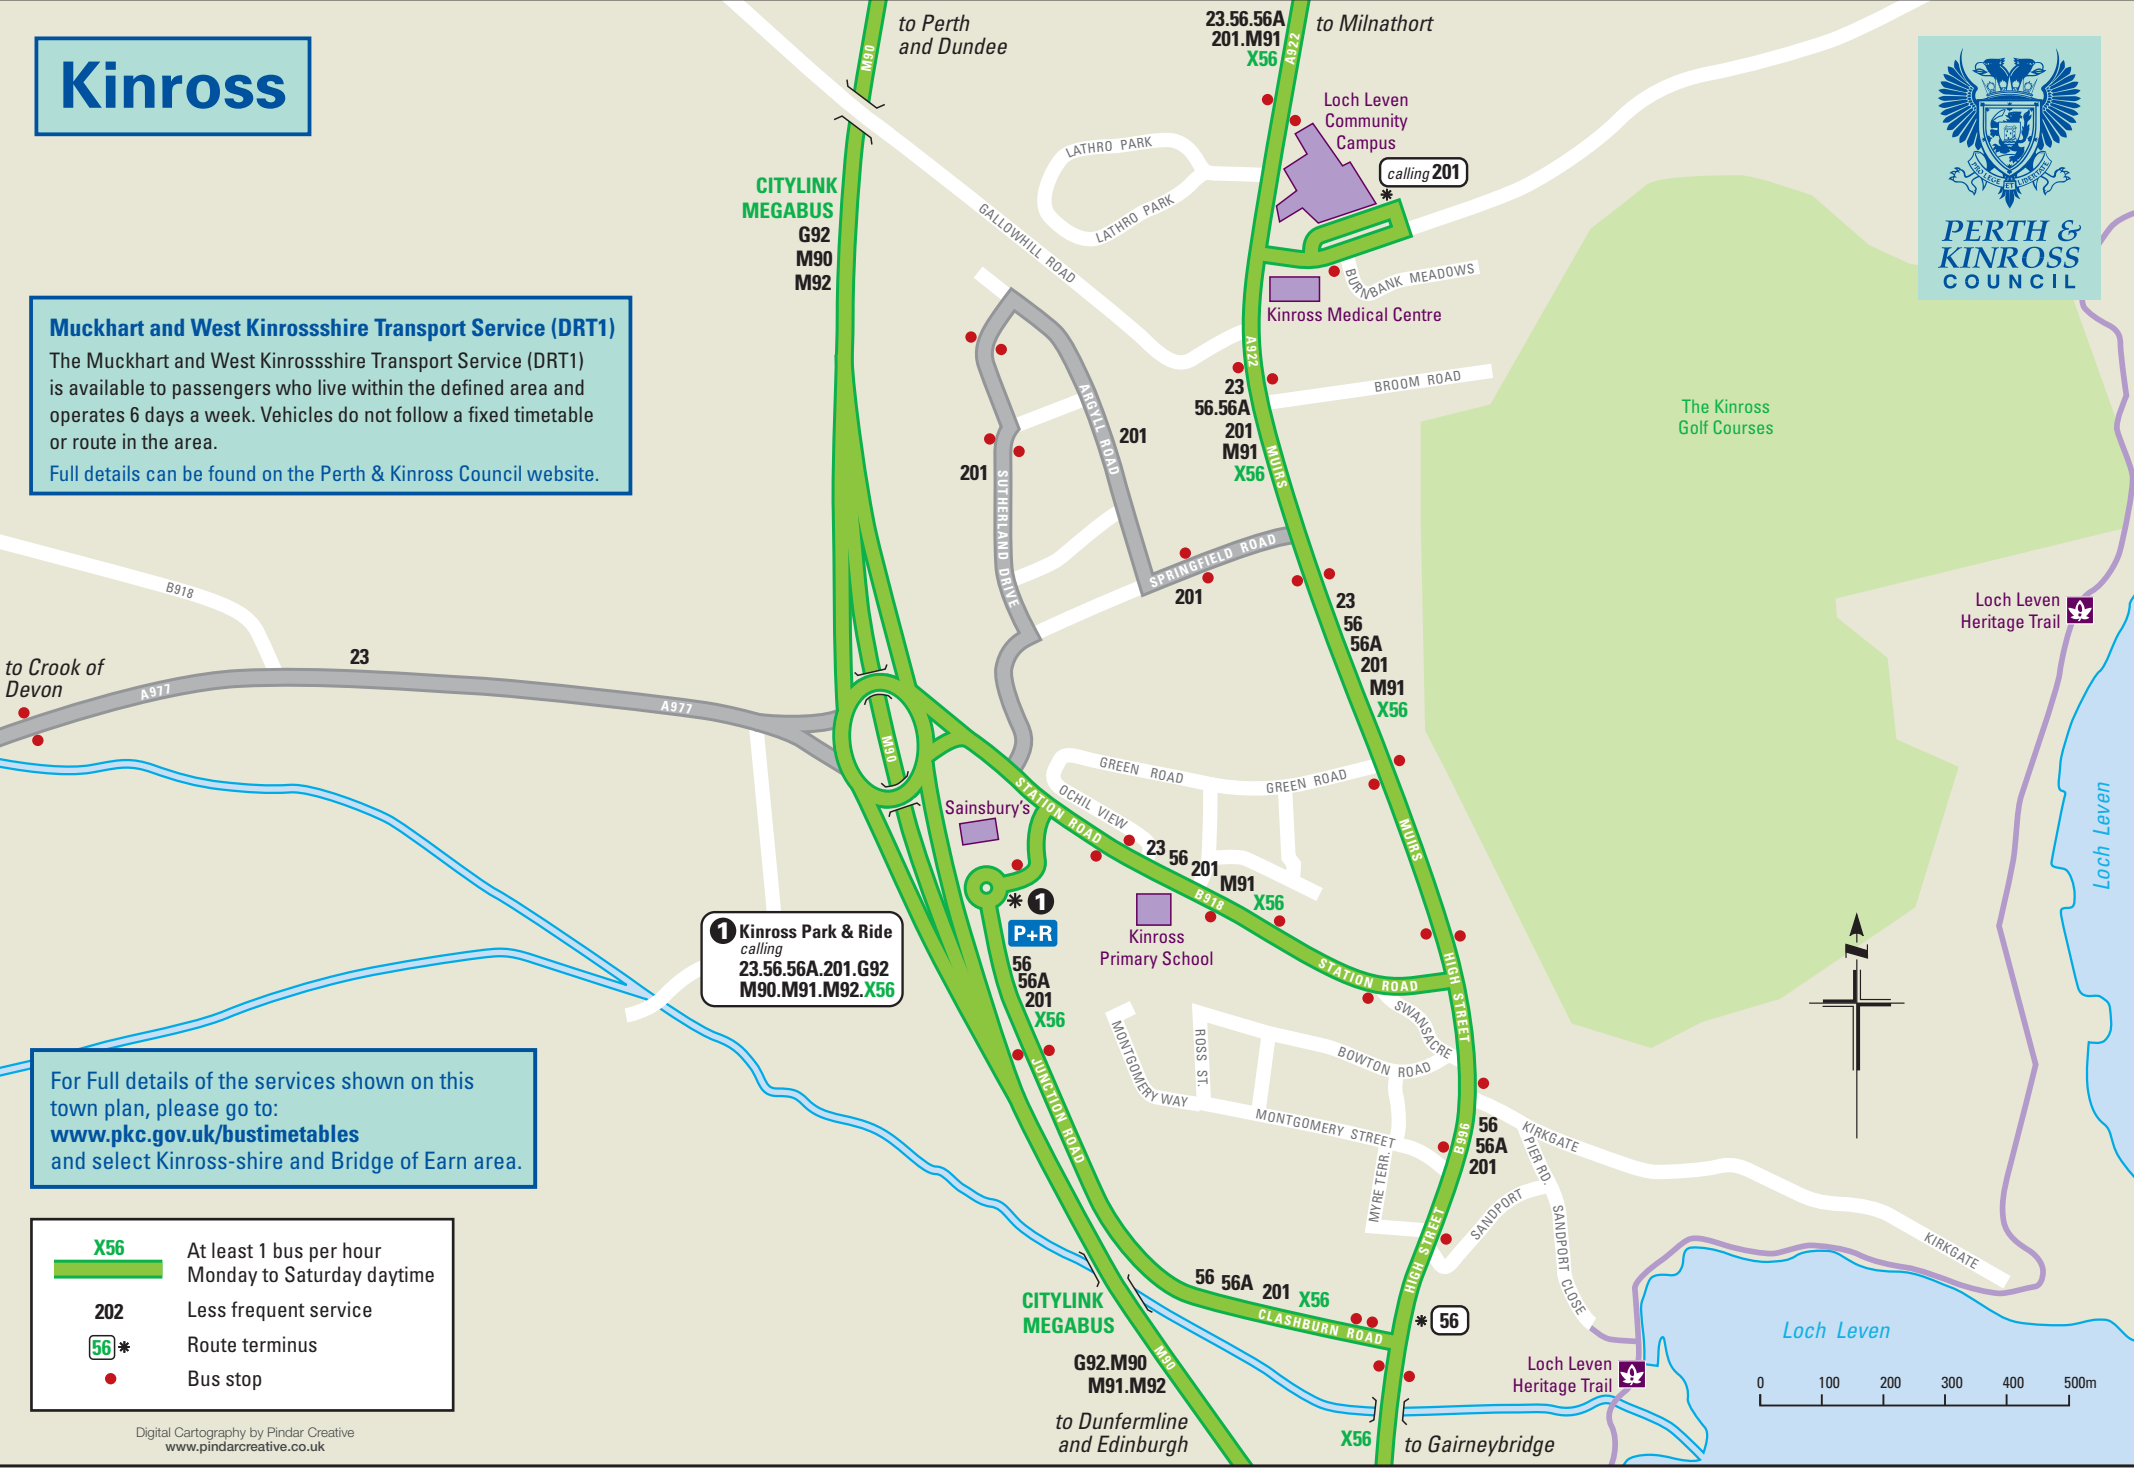 Kinross
to Perth
and Dundee
M90
23.56.56A
201.M91
X56
A922
to Milnathort
Loch Leven
Community
Campus
calling 201
LATHRO PARK
LATHRO PARK
GALLOWHILL ROAD
CITYLINK
MEGABUS
G92
M90
M92
BURNBANK MEADOWS
Kinross Medical Centre
PRO LEGE ET LIBERTATE
PERTH &
KINROSS
COUNCIL
Muckhart and West Kinrossshire Transport Service (DRT1)
The Muckhart and West Kinrossshire Transport Service (DRT1)
is available to passengers who live within the defined area and
operates 6 days a week. Vehicles do not follow a fixed timetable
or route in the area.
Full details can be found on the Perth & Kinross Council website.
A922
BROOM ROAD
23
56.56A
201
M91
X56
MUIRS
The Kinross
Golf Courses
ARGYLL ROAD
201
201
SUTHERLAND DRIVE
SPRINGFIELD ROAD
201
23
56
56A
201
M91
X56
Loch Leven
Heritage Trail
B918
to Crook of
Devon
A977
23
A977
M90
GREEN ROAD
GREEN ROAD
OCHIL VIEW
STATION ROAD
Sainsbury's
MUIRS
Loch Leven
23
56
201
M91
X56
B918
1
P+R
Kinross
Primary School
1 Kinross Park & Ride
calling
23.56.56A.201.G92
M90.M91.M92.X56
56
56A
201
X56
STATION ROAD
HIGH STREET
SWANSACRE
BOWTON ROAD
ROSS ST.
MONTGOMERY WAY
MONTGOMERY STREET
MYRE TERR.
JUNCTION ROAD
N
B996
56
56A
201
KIRKGATE
PIER RD.
SANDPORT
SANDPORT CLOSE
KIRKGATE
HIGH STREET
For Full details of the services shown on this
town plan, please go to:
www.pkc.gov.uk/bustimetables
and select Kinross-shire and Bridge of Earn area.
X56
At least 1 bus per hour
Monday to Saturday daytime
202
Less frequent service
56
Route terminus
Bus stop
Digital Cartography by Pindar Creative
www.pindarcreative.co.uk
56
56A
201
X56
CLASHBURN ROAD
56
CITYLINK
MEGABUS
M90
G92.M90
M91.M92
to Dunfermline
and Edinburgh
X56
to Gairneybridge
Loch Leven
Heritage Trail
Loch Leven
0 100 200 300 400 500m